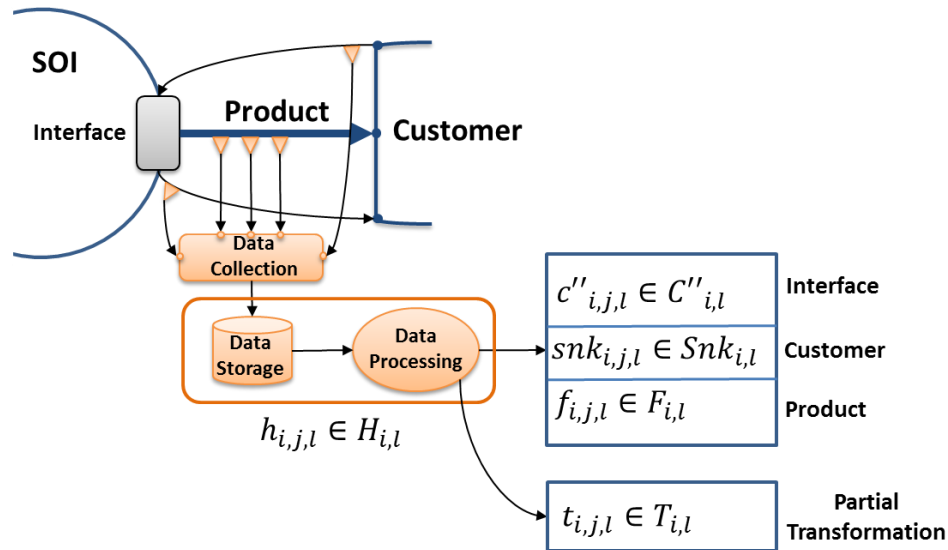 SOI
Interface
Product
Customer
Data
Collection
Data
Storage
Data
Processing
h_{i,j,l} ∈ H_{i,l}
c''_{i,j,l} ∈ C''_{i,l}
Interface
snk_{i,j,l} ∈ Snk_{i,l}
Customer
f_{i,j,l} ∈ F_{i,l}
Product
t_{i,j,l} ∈ T_{i,l}
Partial
Transformation